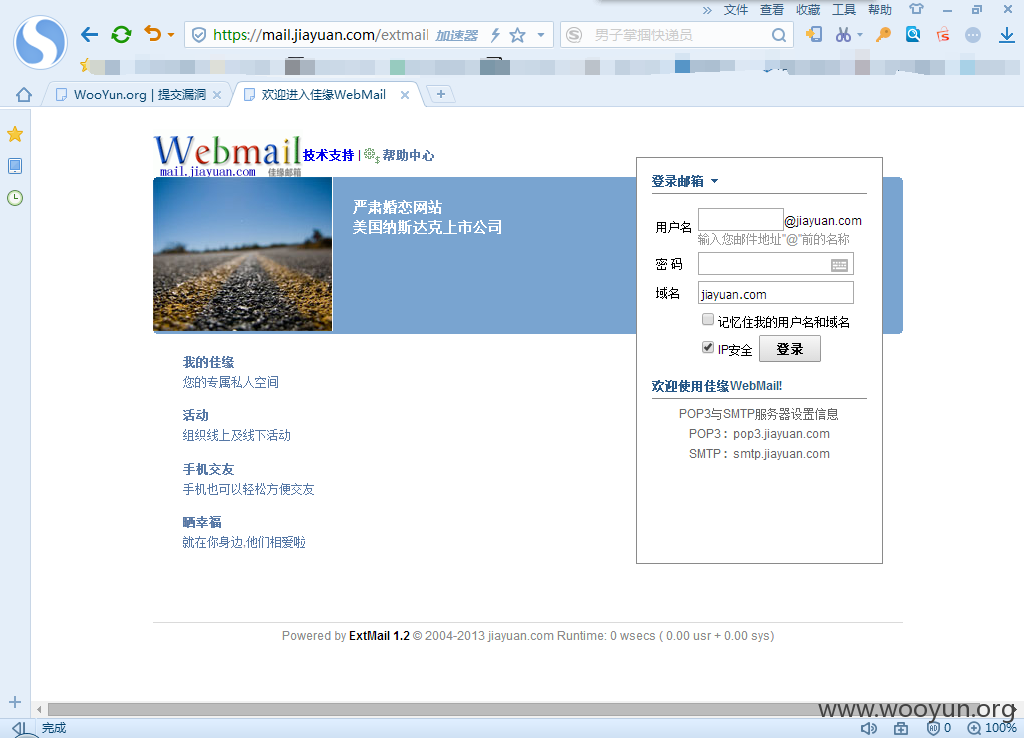 » 文件 查看 收藏 工具 帮助
https://mail.jiayuan.com/extmail 加速器 男子掌掴快递员
WooYun.org | 提交漏洞 欢迎进入佳缘WebMail
Webmail 技术支持 | 帮助中心
mail.jiayuan.com 佳缘邮箱
严肃婚恋网站
美国纳斯达克上市公司
登录邮箱
用户名 @jiayuan.com
输入您邮件地址"@"前的名称
密 码
域名 jiayuan.com
记忆住我的用户名和域名
IP安全 登录
欢迎使用佳缘WebMail!
POP3与SMTP服务器设置信息
POP3：pop3.jiayuan.com
SMTP：smtp.jiayuan.com
我的佳缘
您的专属私人空间
活动
组织线上及线下活动
手机交友
手机也可以轻松方便交友
晒幸福
就在你身边,他们相爱啦
Powered by ExtMail 1.2 © 2004-2013 jiayuan.com Runtime: 0 wsecs ( 0.00 usr + 0.00 sys)
www.wooyun.org
完成 0 100%